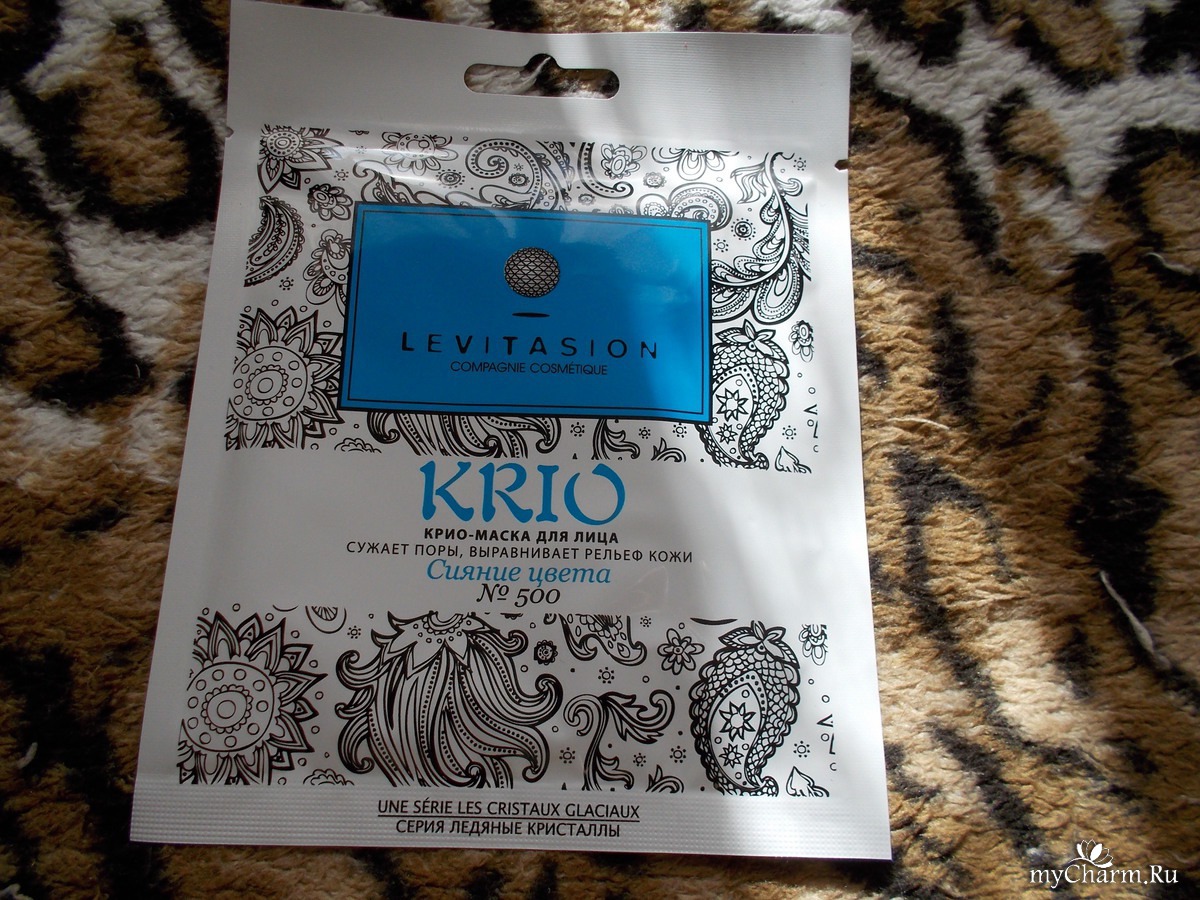 LEVITASION
COMPAGNIE COSMÉTIQUE
KRIO
КРИО-МАСКА ДЛЯ ЛИЦА
СУЖАЕТ ПОРЫ, ВЫРАВНИВАЕТ РЕЛЬЕФ КОЖИ
Сияние цвета
№ 500
UNE SÉRIE LES CRISTAUX GLACIAUX
СЕРИЯ ЛЕДЯНЫЕ КРИСТАЛЛЫ
myCharm.Ru